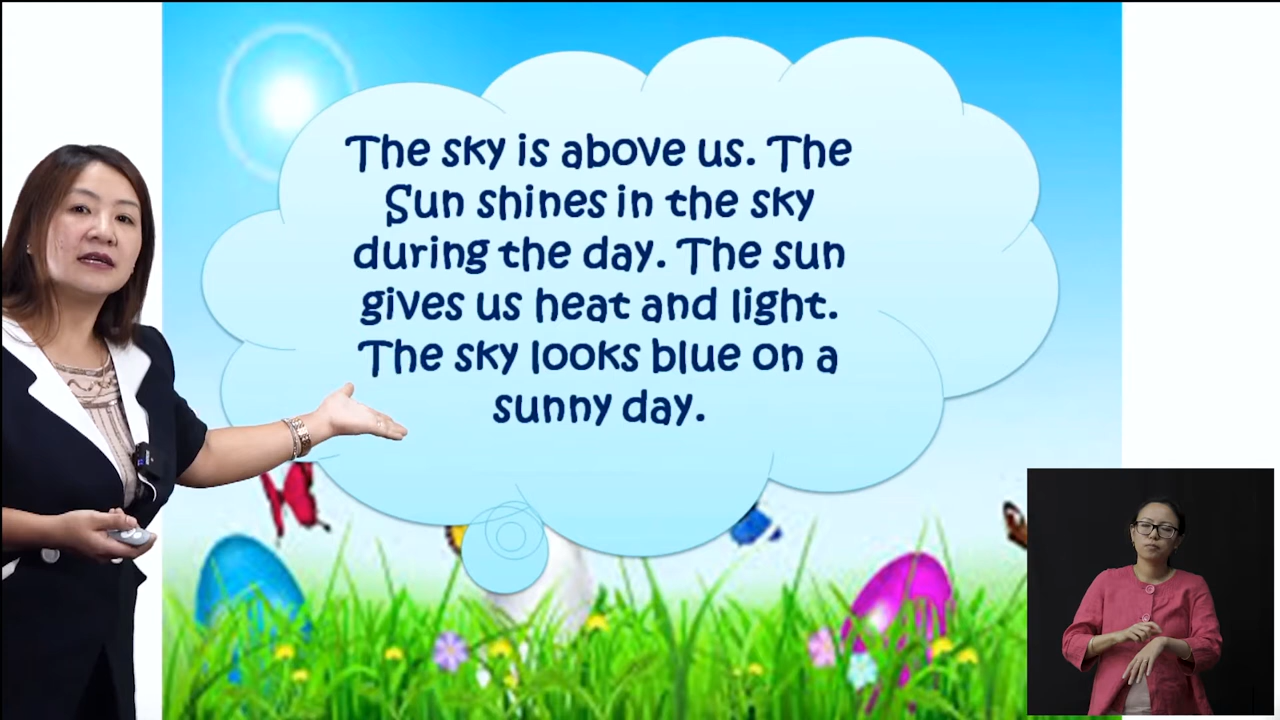 The sky is above us. The
Sun shines in the sky
during the day. The sun
gives us heat and light.
The sky looks blue on a
sunny day.